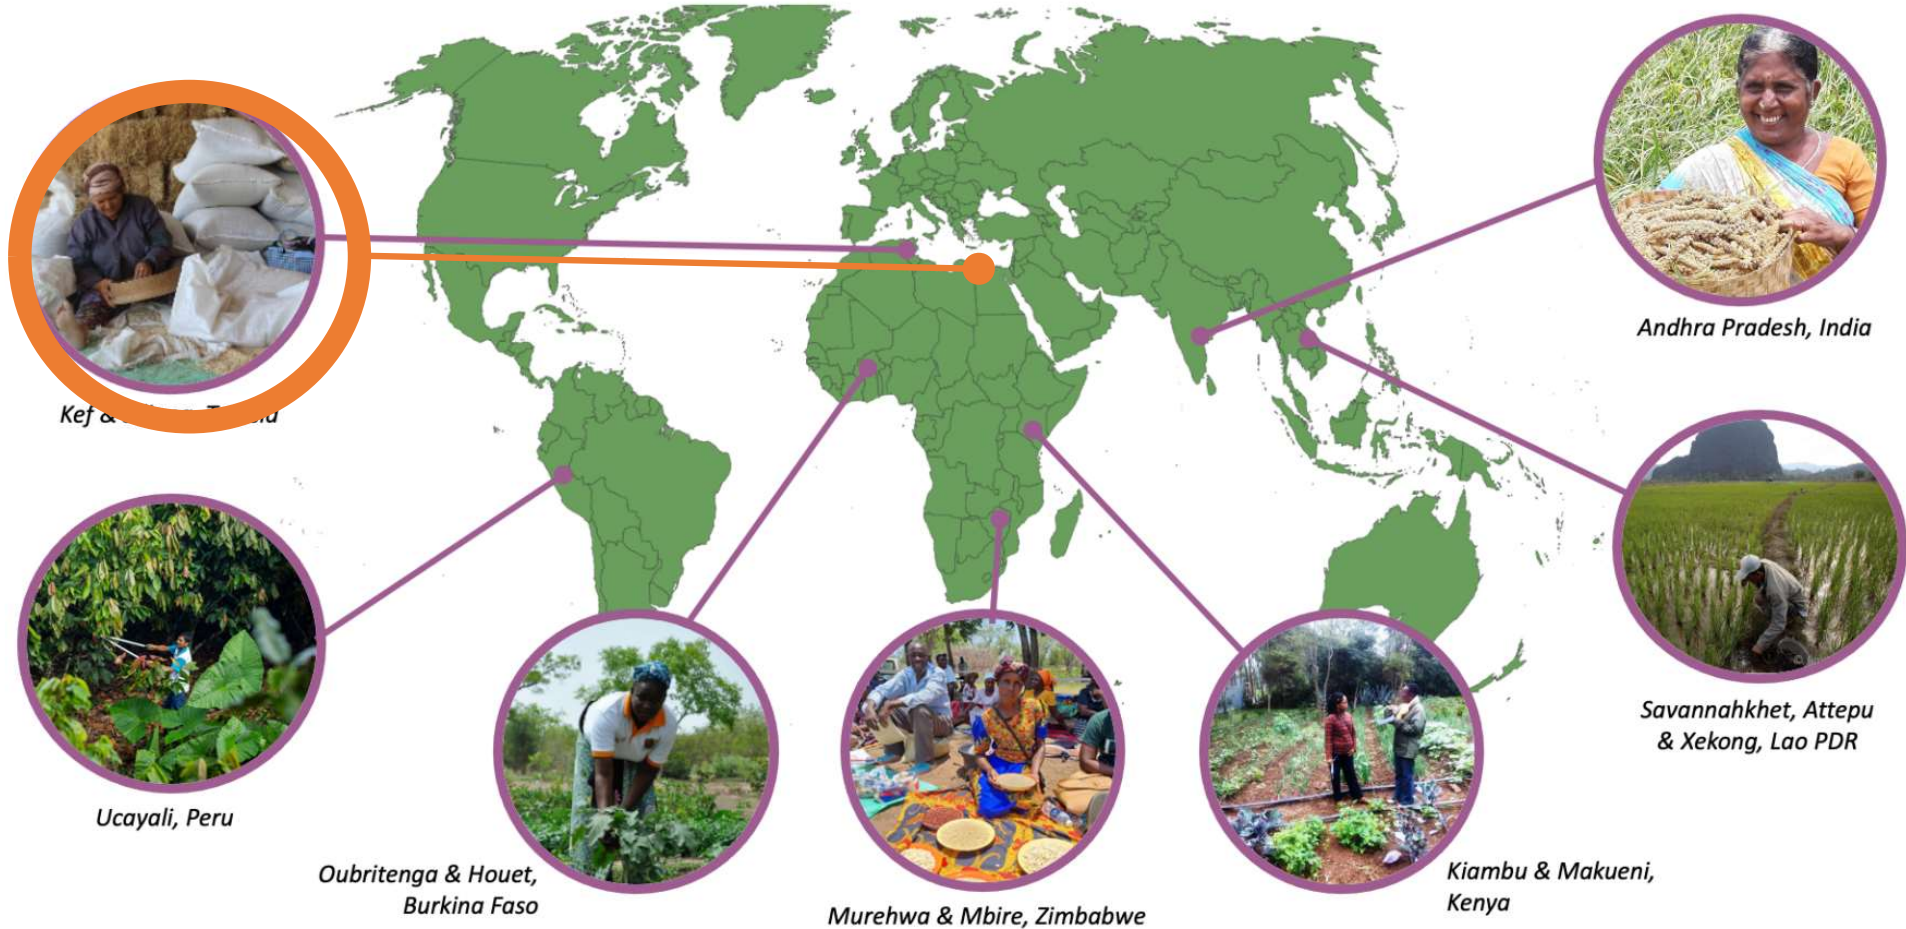 Kef &
Andhra Pradesh, India
Ucayali, Peru
Savannahkhet, Attepu
& Xekong, Lao PDR
Oubritenga & Houet,
Burkina Faso
Murehwa & Mbire, Zimbabwe
Kiambu & Makueni,
Kenya